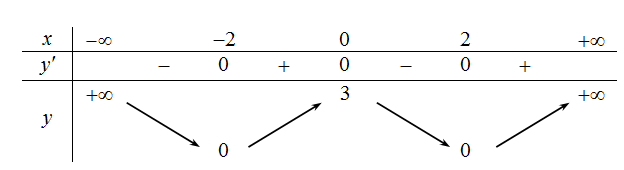 x −∞ −2 0 2 +∞
y′ − 0 + 0 − 0 +
+∞ 3 +∞
y
0 0